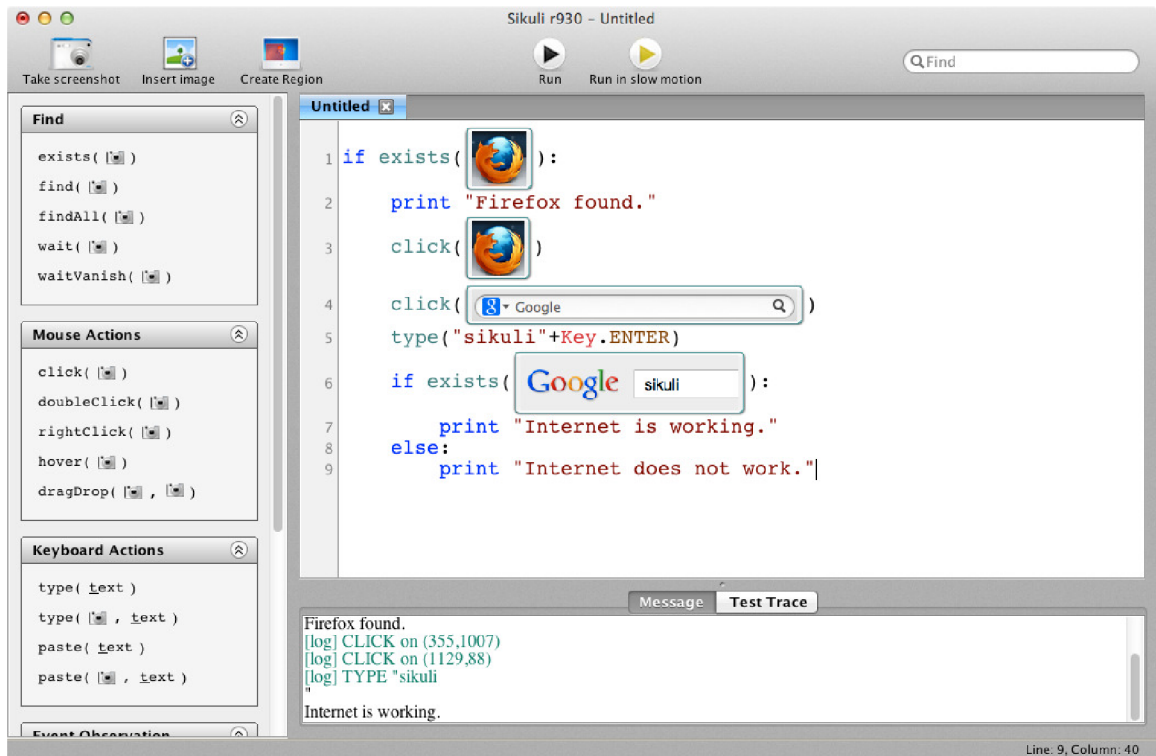 Sikuli r930 – Untitled
Take screenshot Insert image Create Region Run Run in slow motion Find
Find
exists( )
find( )
findAll( )
wait( )
waitVanish( )
Mouse Actions
click( )
doubleClick( )
rightClick( )
hover( )
dragDrop( , )
Keyboard Actions
type( text )
type( , text )
paste( text )
paste( , text )
Event Observation
Untitled
1 if exists( ):
2 print "Firefox found."
3 click( )
4 click( 8 Google )
5 type("sikuli"+Key.ENTER)
6 if exists( Google sikuli ):
7 print "Internet is working."
8 else:
9 print "Internet does not work."
Message Test Trace
Firefox found.
[log] CLICK on (355,1007)
[log] CLICK on (1129,88)
[log] TYPE "sikuli
"
Internet is working.
Line: 9, Column: 40